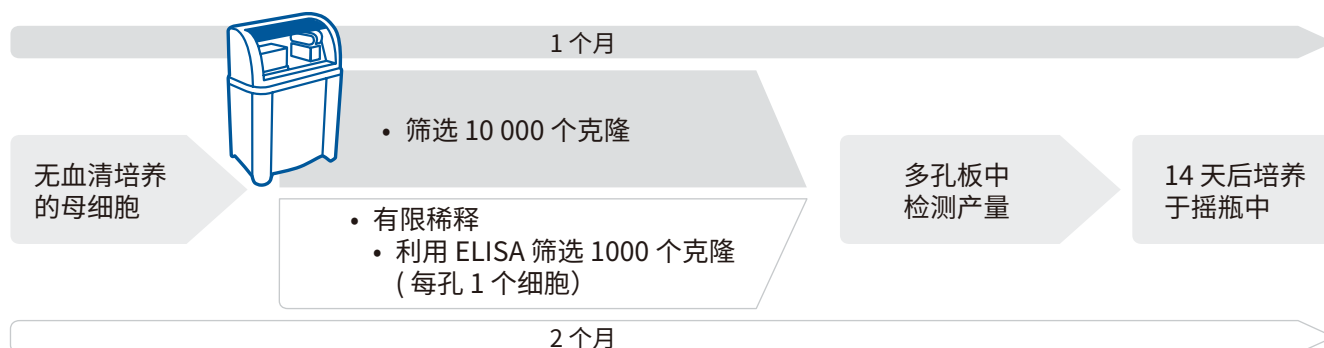 1 个月
• 筛选 10 000 个克隆
无血清培养
的母细胞
• 有限稀释
• 利用 ELISA 筛选 1000 个克隆
( 每孔 1 个细胞）
多孔板中
检测产量
14 天后培养
于摇瓶中
2 个月